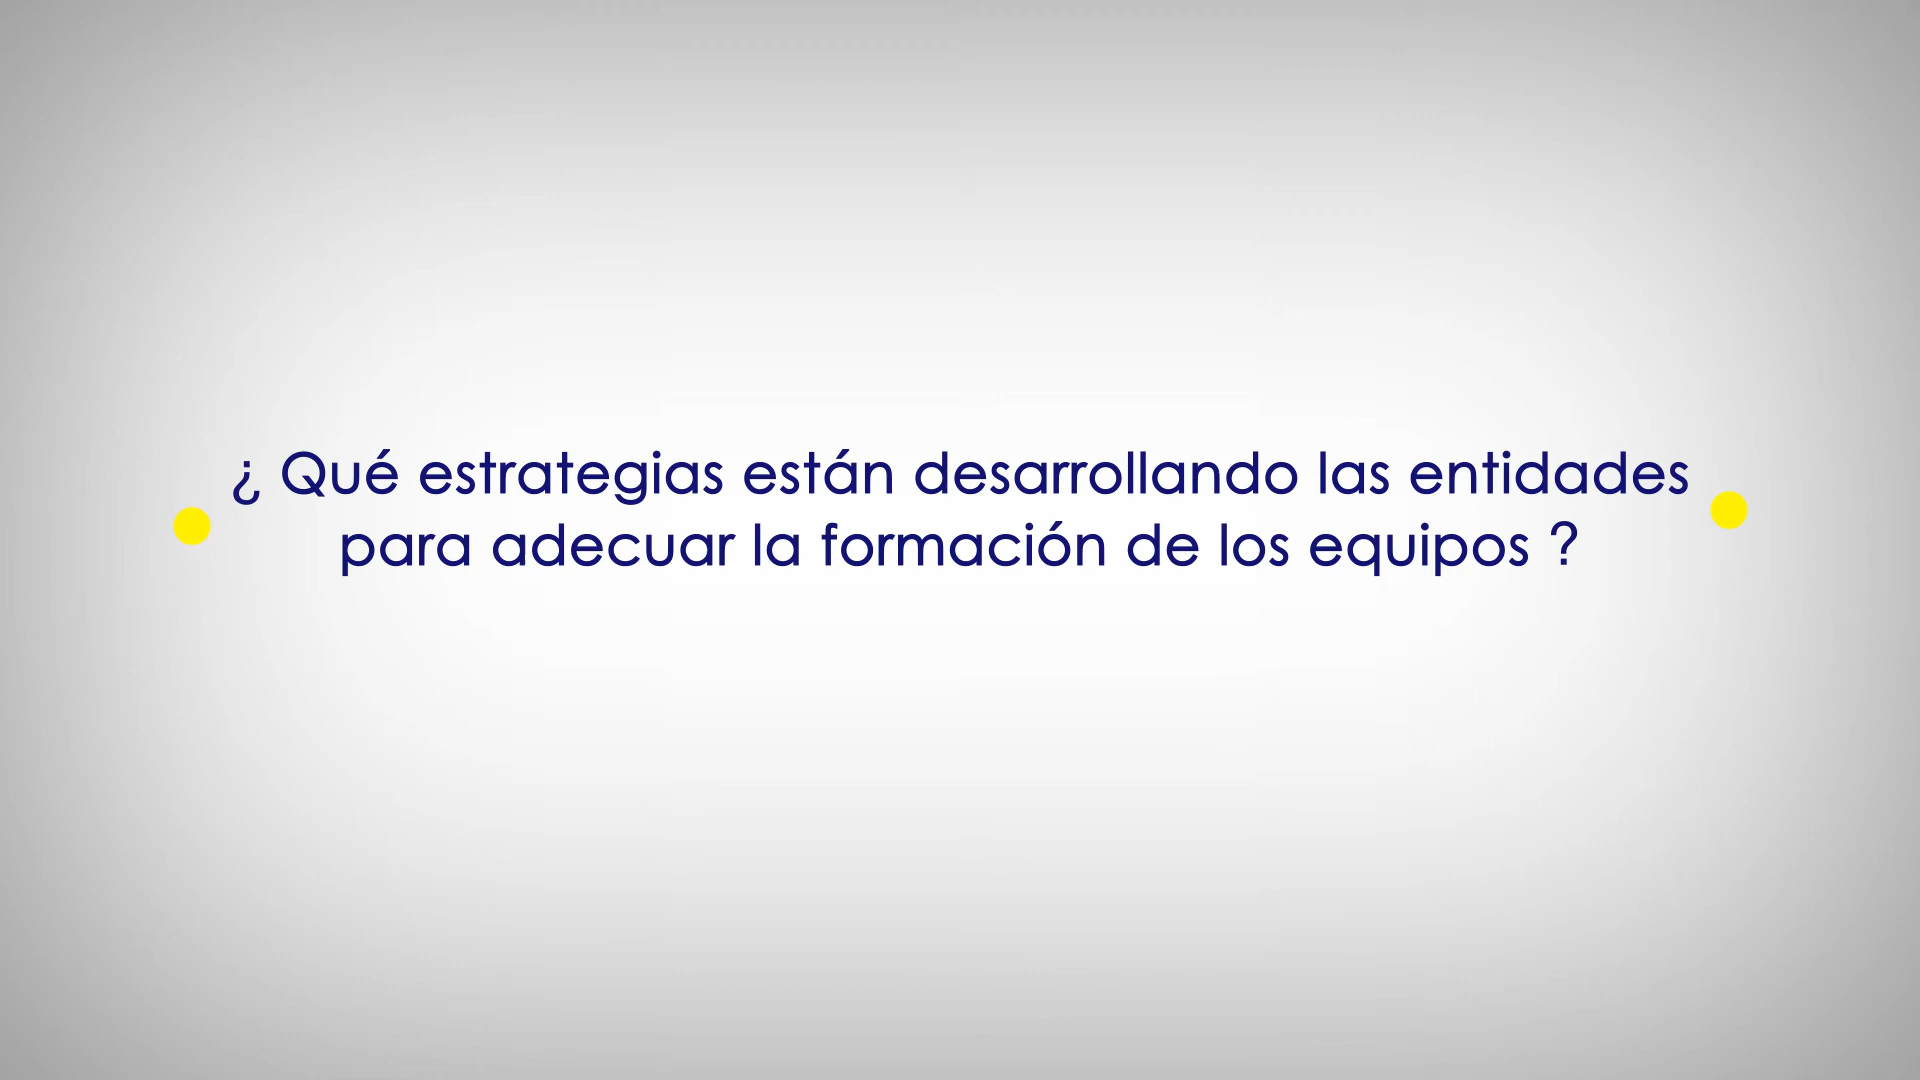 ¿ Qué estrategias están desarrollando las entidades
para adecuar la formación de los equipos ?